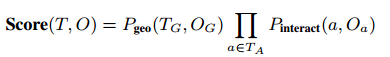 Score(T, O) = P_geo(T_G, O_G) ∏_{a∈T_A} P_interact(a, O_a)